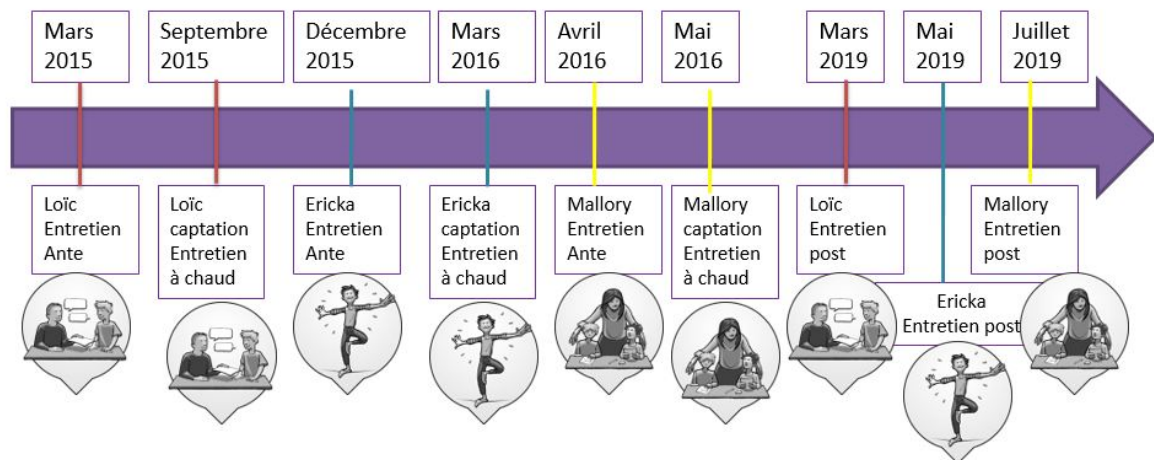 Mars
2015
Septembre
2015
Décembre
2015
Mars
2016
Avril
2016
Mai
2016
Mars
2019
Mai
2019
Juillet
2019
Loïc
Entretien
Ante
Loïc
captation
Entretien
à chaud
Ericka
Entretien
Ante
Ericka
captation
Entretien
à chaud
Mallory
Entretien
Ante
Mallory
captation
Entretien
à chaud
Loïc
Entretien
post
Ericka
Entretien post
Mallory
Entretien
post